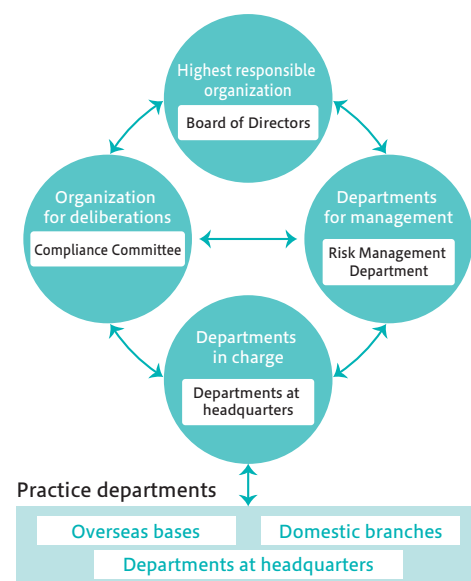 Highest responsible
organization
Board of Directors
Organization
for deliberations
Compliance Committee
Departments
for management
Risk Management
Department
Departments
in charge
Departments at
headquarters
Practice departments
Overseas bases
Domestic branches
Departments at headquarters